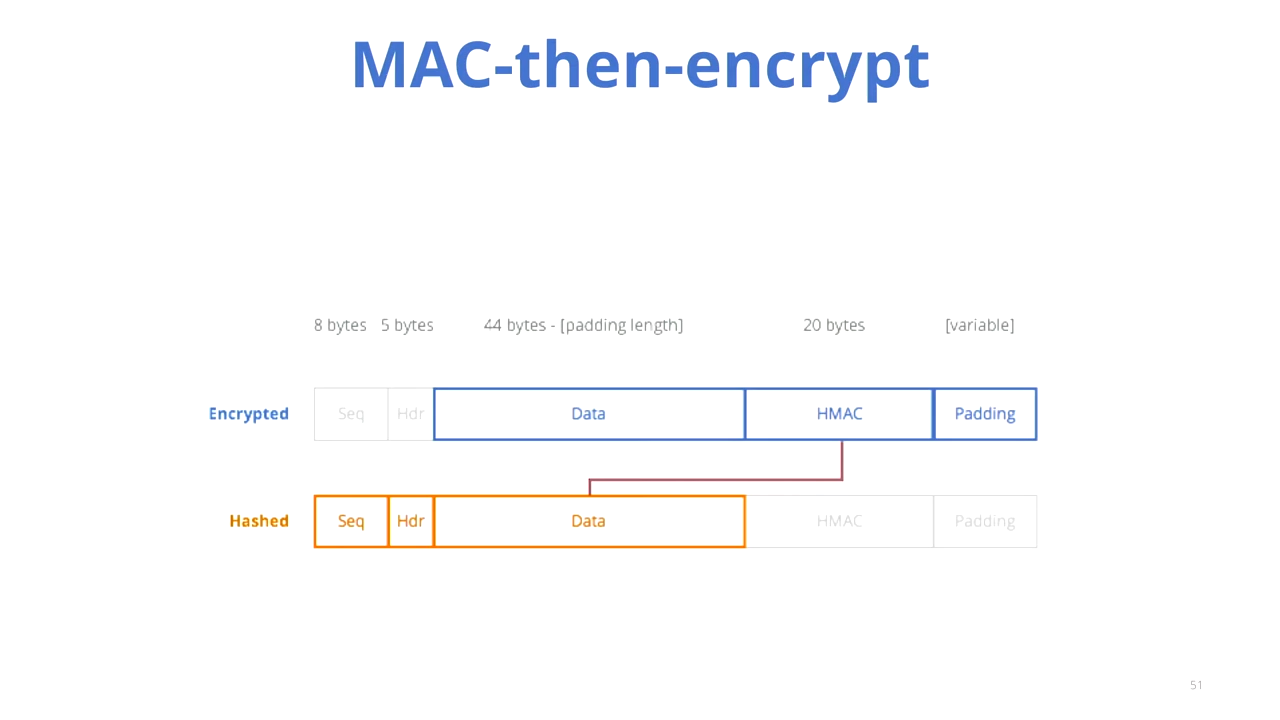 MAC-then-encrypt
8 bytes 5 bytes 44 bytes - [padding length] 20 bytes [variable]
Encrypted Seq Hdr Data HMAC Padding
Hashed Seq Hdr Data HMAC Padding
51